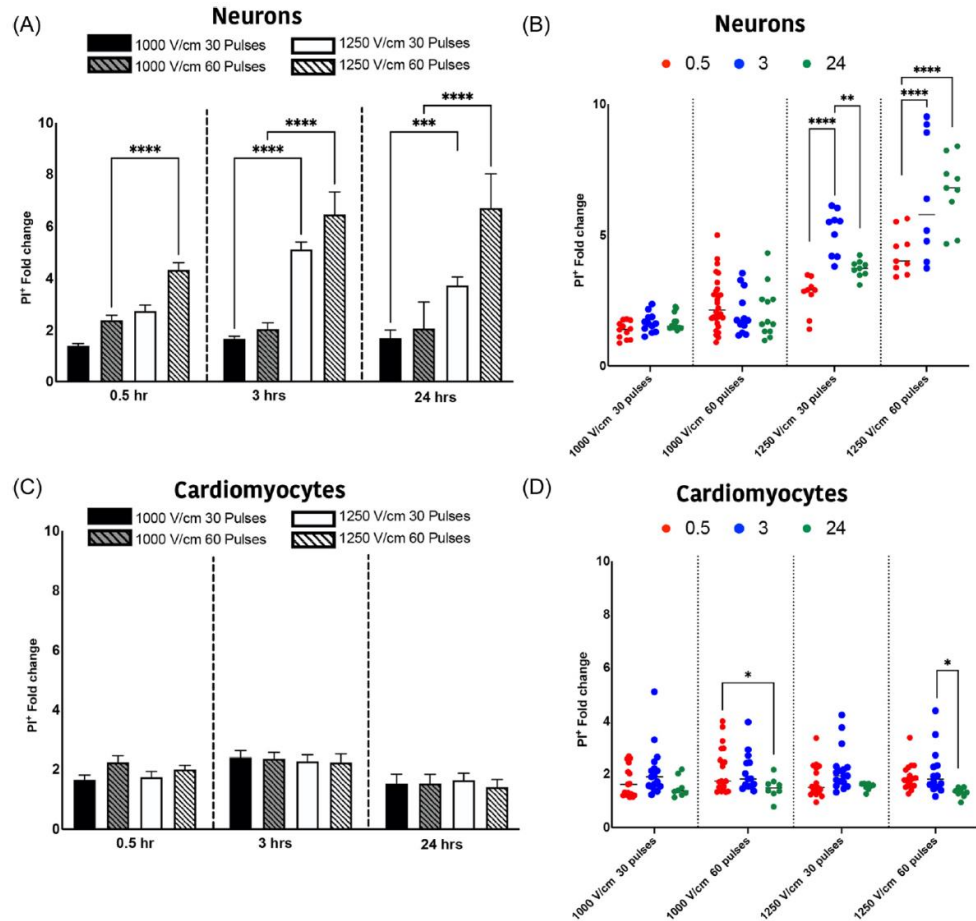 (A)
Neurons
1000 V/cm 30 Pulses
1250 V/cm 30 Pulses
1000 V/cm 60 Pulses
1250 V/cm 60 Pulses
PI⁺ Fold change
10
8
6
4
2
0
****
****
****
***
****
0.5 hr
3 hrs
24 hrs
(B)
Neurons
0.5
3
24
PI⁺ Fold change
10
5
0
****
**
****
****
1000 V/cm 30 pulses
1000 V/cm 60 pulses
1250 V/cm 30 pulses
1250 V/cm 60 pulses
(C)
Cardiomyocytes
1000 V/cm 30 Pulses
1250 V/cm 30 Pulses
1000 V/cm 60 Pulses
1250 V/cm 60 Pulses
PI⁺ Fold change
10
8
6
4
2
0
0.5 hr
3 hrs
24 hrs
(D)
Cardiomyocytes
0.5
3
24
PI⁺ Fold change
10
8
6
4
2
0
*
*
1000 V/cm 30 pulses
1000 V/cm 60 pulses
1250 V/cm 30 pulses
1250 V/cm 60 pulses